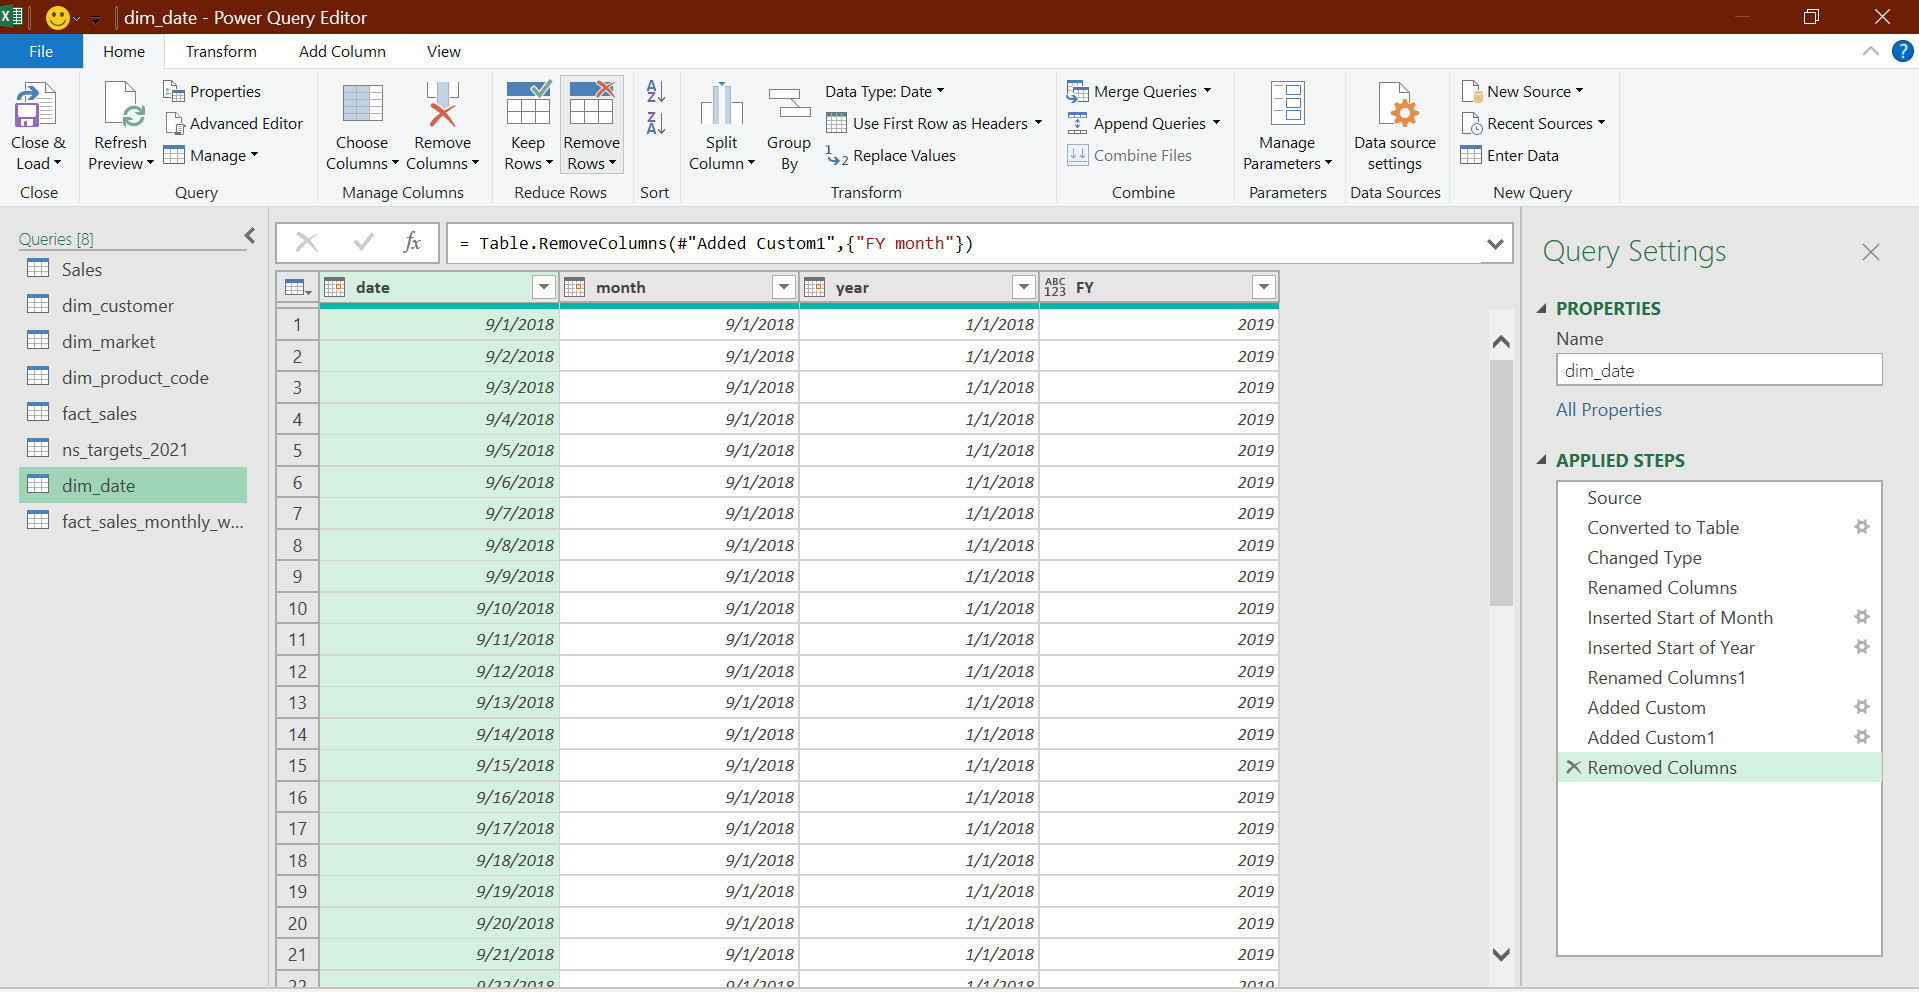 dim_date - Power Query Editor
File Home Transform Add Column View
Close & Load
Close
Refresh Preview
Properties
Advanced Editor
Manage
Query
Choose Columns
Remove Columns
Manage Columns
Keep Rows
Remove Rows
Reduce Rows
Sort
Split Column
Group By
Data Type: Date
Use First Row as Headers
Replace Values
Transform
Merge Queries
Append Queries
Combine Files
Combine
Manage Parameters
Parameters
Data source settings
Data Sources
New Source
Recent Sources
Enter Data
New Query
Queries [8]
Sales
dim_customer
dim_market
dim_product_code
fact_sales
ns_targets_2021
dim_date
fact_sales_monthly_w...
fx = Table.RemoveColumns(#"Added Custom1",{"FY month"})
date month year ABC 123 FY
1 9/1/2018 9/1/2018 1/1/2018 2019
2 9/2/2018 9/1/2018 1/1/2018 2019
3 9/3/2018 9/1/2018 1/1/2018 2019
4 9/4/2018 9/1/2018 1/1/2018 2019
5 9/5/2018 9/1/2018 1/1/2018 2019
6 9/6/2018 9/1/2018 1/1/2018 2019
7 9/7/2018 9/1/2018 1/1/2018 2019
8 9/8/2018 9/1/2018 1/1/2018 2019
9 9/9/2018 9/1/2018 1/1/2018 2019
10 9/10/2018 9/1/2018 1/1/2018 2019
11 9/11/2018 9/1/2018 1/1/2018 2019
12 9/12/2018 9/1/2018 1/1/2018 2019
13 9/13/2018 9/1/2018 1/1/2018 2019
14 9/14/2018 9/1/2018 1/1/2018 2019
15 9/15/2018 9/1/2018 1/1/2018 2019
16 9/16/2018 9/1/2018 1/1/2018 2019
17 9/17/2018 9/1/2018 1/1/2018 2019
18 9/18/2018 9/1/2018 1/1/2018 2019
19 9/19/2018 9/1/2018 1/1/2018 2019
20 9/20/2018 9/1/2018 1/1/2018 2019
21 9/21/2018 9/1/2018 1/1/2018 2019
22 9/22/2018 9/1/2018 1/1/2018 2019
Query Settings
PROPERTIES
Name
dim_date
All Properties
APPLIED STEPS
Source
Converted to Table
Changed Type
Renamed Columns
Inserted Start of Month
Inserted Start of Year
Renamed Columns1
Added Custom
Added Custom1
Removed Columns